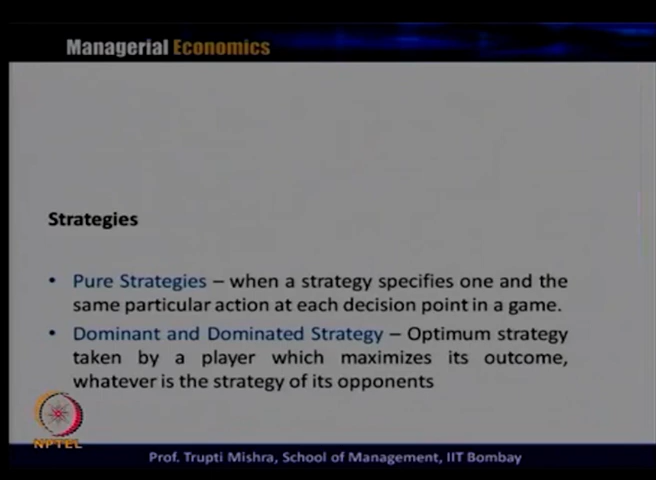 Managerial Economics
Strategies
• Pure Strategies – when a strategy specifies one and the
same particular action at each decision point in a game.
• Dominant and Dominated Strategy – Optimum strategy
taken by a player which maximizes its outcome,
whatever is the strategy of its opponents
NPTEL
Prof. Trupti Mishra, School of Management, IIT Bombay